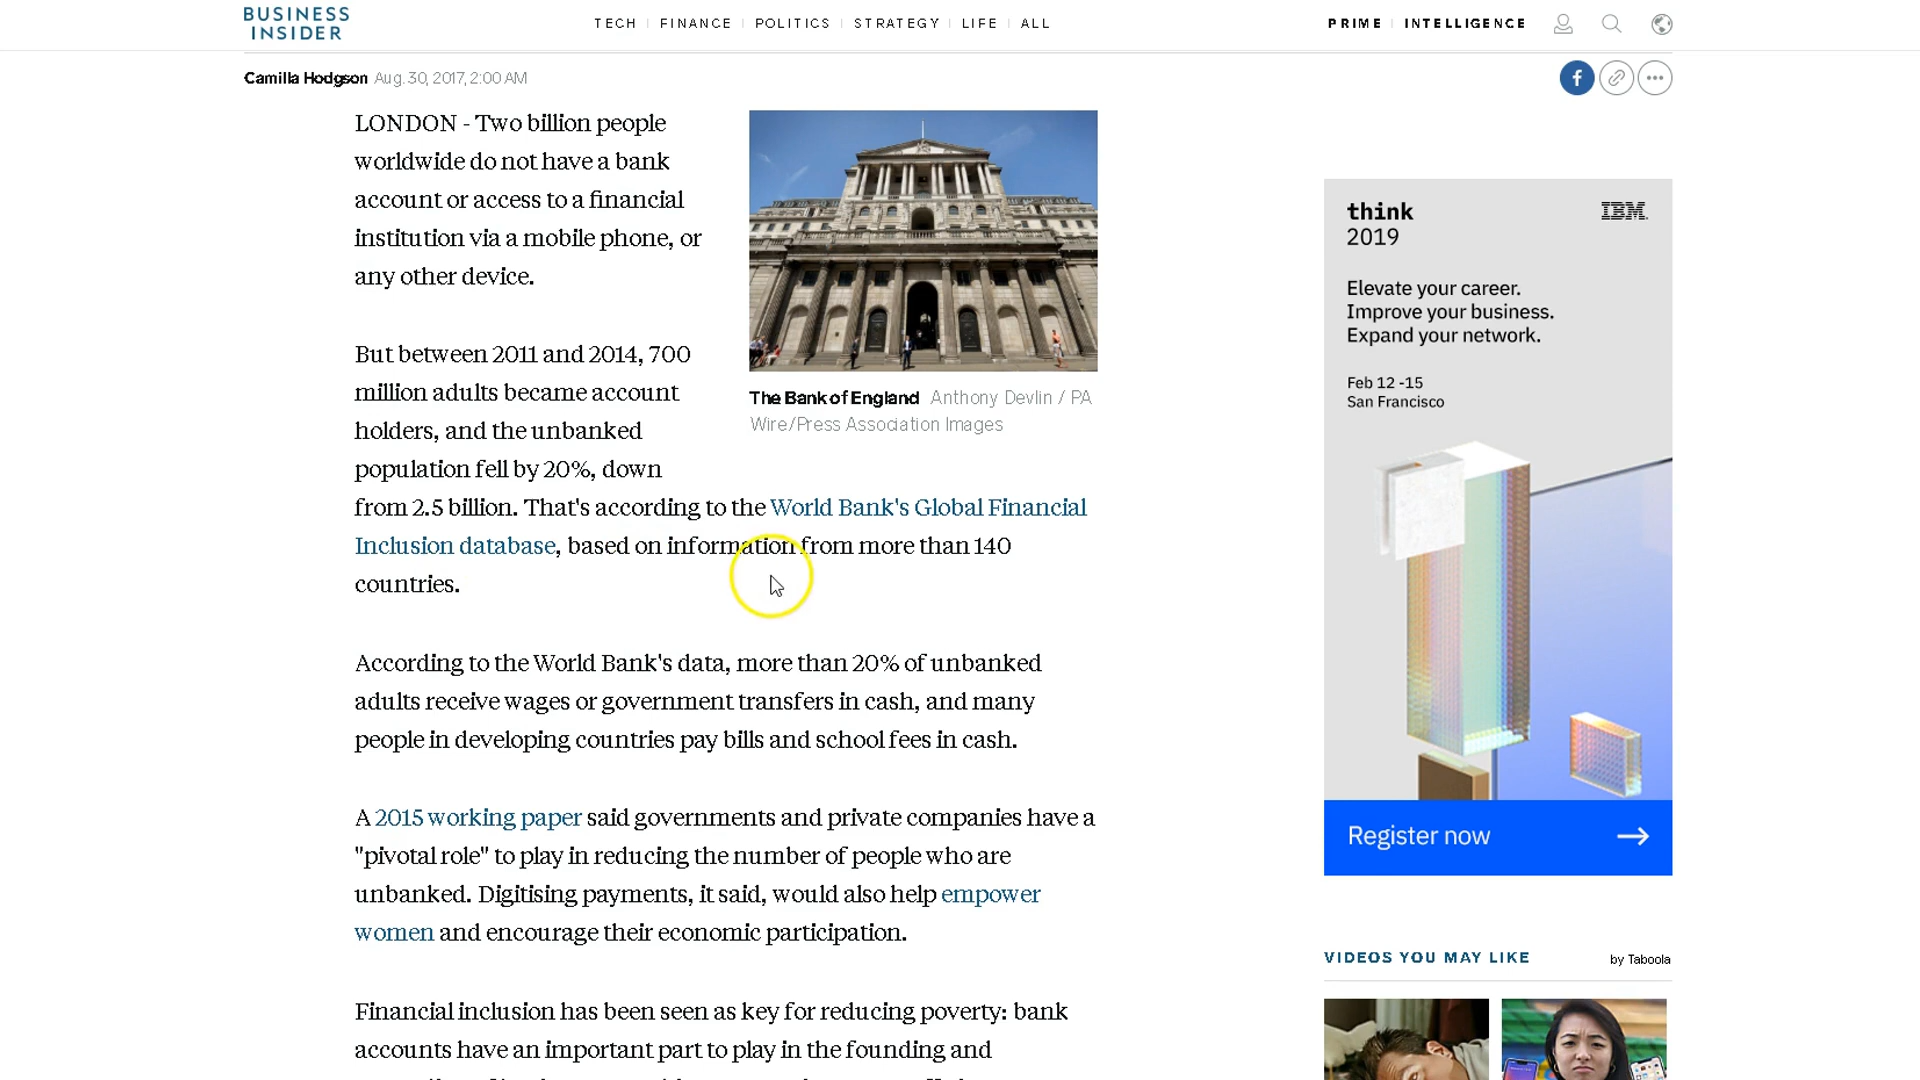 BUSINESS
INSIDER
TECH
FINANCE
POLITICS
STRATEGY
LIFE
ALL
PRIME
INTELLIGENCE
Camilla Hodgson Aug. 30, 2017, 2:00 AM
LONDON - Two billion people
worldwide do not have a bank
account or access to a financial
institution via a mobile phone, or
any other device.
The Bank of England Anthony Devlin / PA
Wire/Press Association Images
But between 2011 and 2014, 700
million adults became account
holders, and the unbanked
population fell by 20%, down
from 2.5 billion. That's according to the World Bank's Global Financial
Inclusion database, based on information from more than 140
countries.
According to the World Bank's data, more than 20% of unbanked
adults receive wages or government transfers in cash, and many
people in developing countries pay bills and school fees in cash.
A 2015 working paper said governments and private companies have a
"pivotal role" to play in reducing the number of people who are
unbanked. Digitising payments, it said, would also help empower
women and encourage their economic participation.
Financial inclusion has been seen as key for reducing poverty: bank
accounts have an important part to play in the founding and
think
2019
IBM
Elevate your career.
Improve your business.
Expand your network.
Feb 12 -15
San Francisco
Register now
VIDEOS YOU MAY LIKE
by Taboola